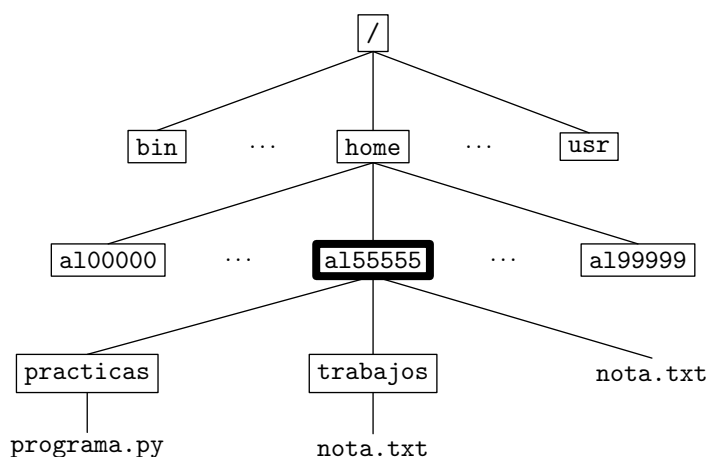 /
bin ... home ... usr
al00000 ... al55555 ... al99999
practicas trabajos nota.txt
programa.py nota.txt